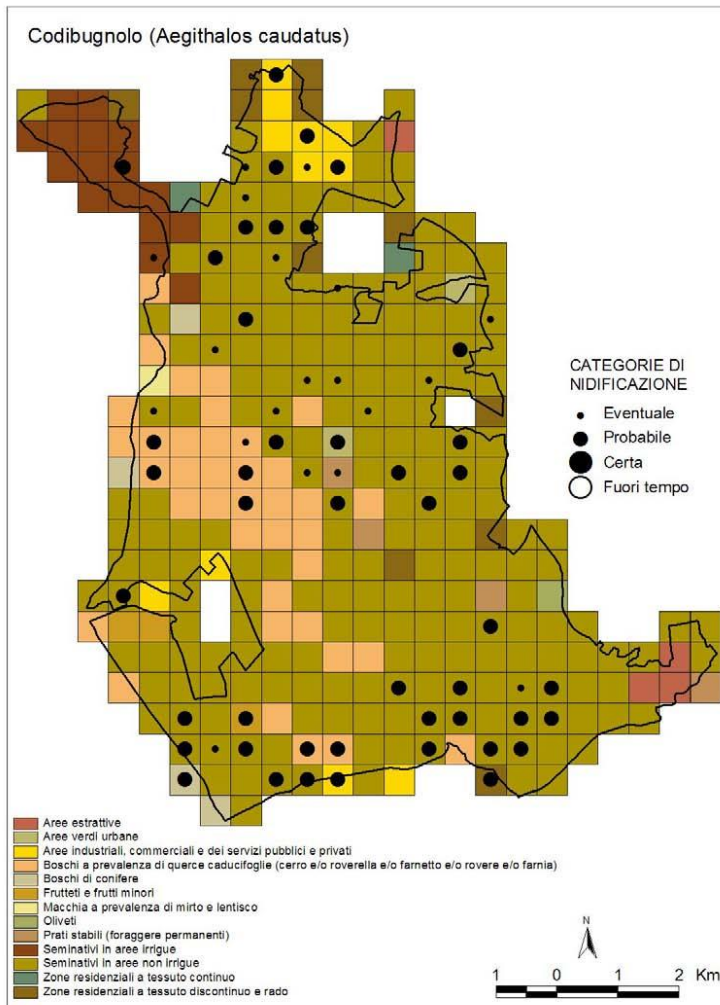 Codibugnolo (Aegithalos caudatus)
CATEGORIE DI
NIDIFICAZIONE
Eventuale
Probabile
Certa
Fuori tempo
Aree estrattive
Aree verdi urbane
Aree industriali, commerciali e dei servizi pubblici e privati
Boschi a prevalenza di querce caducifoglie (cerro e/o roverella e/o farnetto e/o rovere e/o farnia)
Boschi di conifere
Frutteti e frutti minori
Macchia a prevalenza di mirto e lentisco
Oliveti
Prati stabili (foraggere permanenti)
Seminativi in aree irrigue
Seminativi in aree non irrigue
Zone residenziali a tessuto continuo
Zone residenziali a tessuto discontinuo e rado
N
1 0 1 2 Km